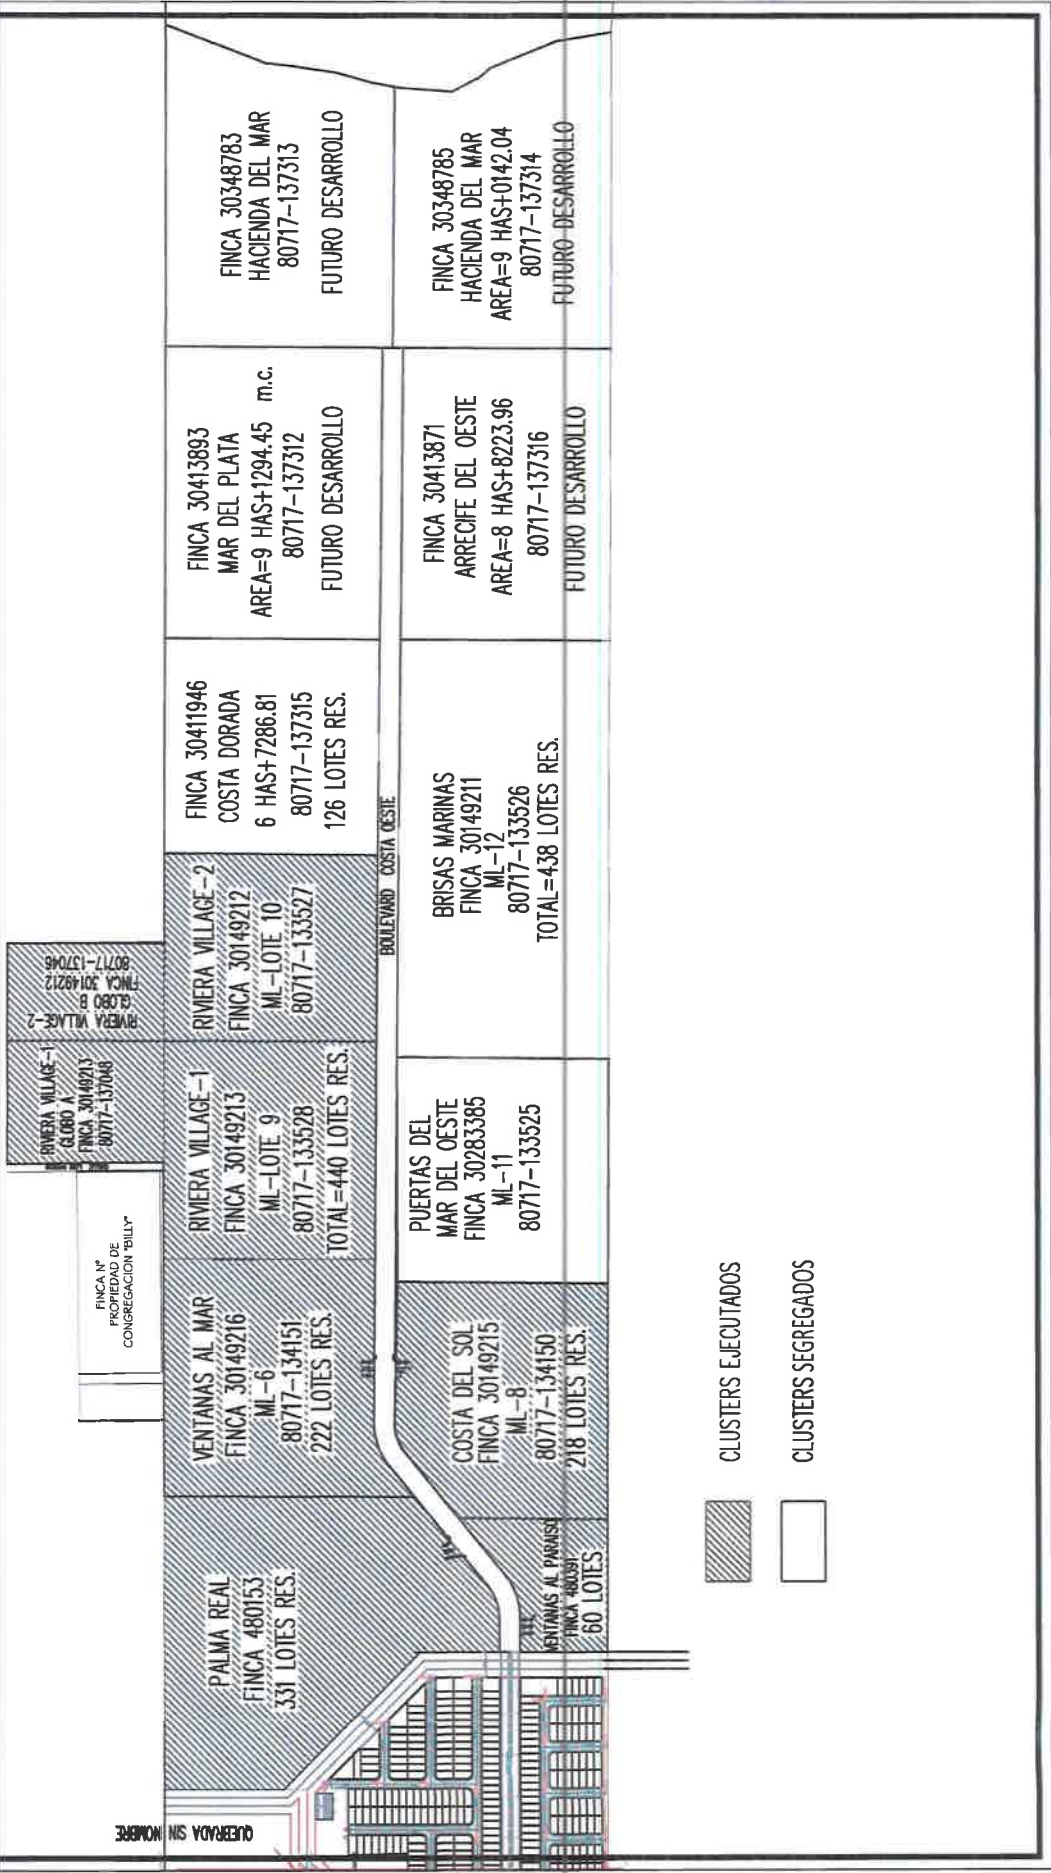 QUEBRADA SIN NOMBRE
PALMA REAL
FINCA 480153
331 LOTES RES.
VENTANAS AL MAR
FINCA 30149216
ML-6
80717-134151
222 LOTES RES.
FINCA Nº
PROPIEDAD DE
CONGREGACION "BILLY"
RIVIERA VILLAGE-1
GLOBO A
FINCA 30149213
80717-137048
RIVIERA VILLAGE-2
GLOBO B
FINCA 30149212
80717-137046
RIVIERA VILLAGE-1
FINCA 30149213
ML-LOTE 9
80717-133528
TOTAL=440 LOTES RES.
RIVIERA VILLAGE-2
FINCA 30149212
ML-LOTE 10
80717-133527
FINCA 30411946
COSTA DORADA
6 HAS+7286.81
80717-137315
126 LOTES RES.
FINCA 30413893
MAR DEL PLATA
AREA=9 HAS+1294.45 m.c.
80717-137312
FUTURO DESARROLLO
FINCA 30348783
HACIENDA DEL MAR
80717-137313
FUTURO DESARROLLO
BOULEVARD COSTA OESTE
VENTANAS AL PARAISO
FINCA 480391
60 LOTES
COSTA DEL SOL
FINCA 30149215
ML-8
80717-134150
218 LOTES RES.
PUERTAS DEL
MAR DEL OESTE
FINCA 30283385
ML-11
80717-133525
BRISAS MARINAS
FINCA 30149211
ML-12
80717-133526
TOTAL=438 LOTES RES.
FINCA 30413871
ARRECIFE DEL OESTE
AREA=8 HAS+8223.96
80717-137316
FUTURO DESARROLLO
FINCA 30348785
HACIENDA DEL MAR
AREA=9 HAS+0142.04
80717-137314
FUTURO DESARROLLO
CLUSTERS EJECUTADOS
CLUSTERS SEGREGADOS